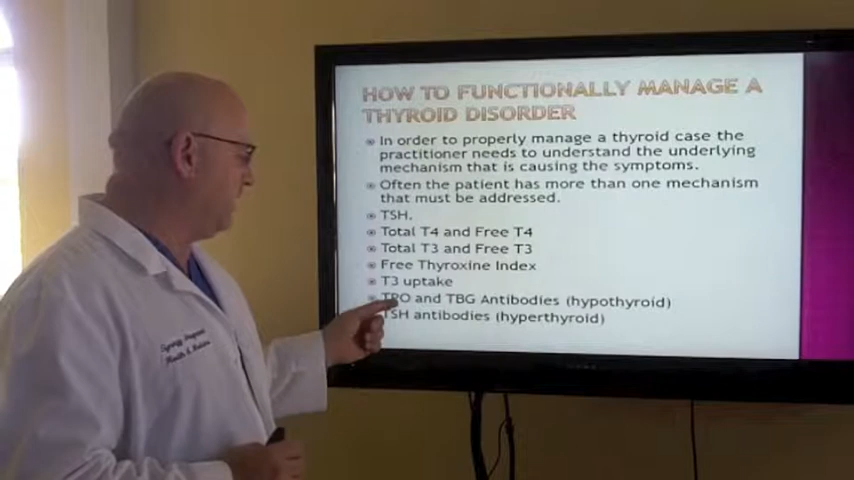 HOW TO FUNCTIONALLY MANAGE A
THYROID DISORDER
In order to properly manage a thyroid case the
practitioner needs to understand the underlying
mechanism that is causing the symptoms.
Often the patient has more than one mechanism
that must be addressed.
TSH.
Total T4 and Free T4
Total T3 and Free T3
Free Thyroxine Index
T3 uptake
TPO and TBG Antibodies (hypothyroid)
TSH antibodies (hyperthyroid)
Health &